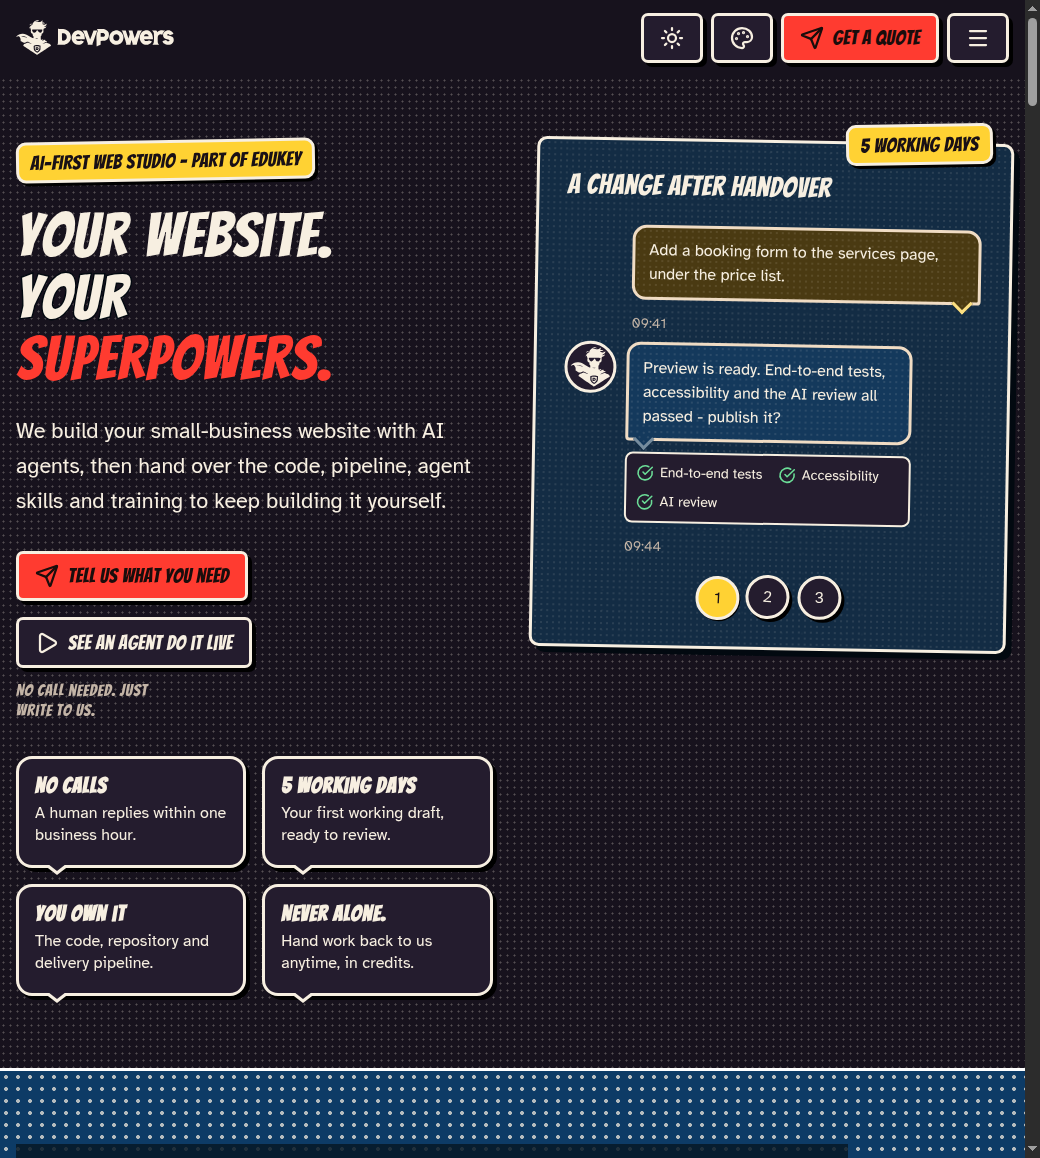 DevPowers
GET A QUOTE
AI-FIRST WEB STUDIO - PART OF EDUKEY
YOUR WEBSITE.
YOUR
SUPERPOWERS.
We build your small-business website with AI
agents, then hand over the code, pipeline, agent
skills and training to keep building it yourself.
TELL US WHAT YOU NEED
SEE AN AGENT DO IT LIVE
NO CALL NEEDED. JUST
WRITE TO US.
NO CALLS
A human replies within one
business hour.
5 WORKING DAYS
Your first working draft,
ready to review.
YOU OWN IT
The code, repository and
delivery pipeline.
NEVER ALONE.
Hand work back to us
anytime, in credits.
5 WORKING DAYS
A CHANGE AFTER HANDOVER
Add a booking form to the services page,
under the price list.
09:41
Preview is ready. End-to-end tests,
accessibility and the AI review all
passed - publish it?
End-to-end tests Accessibility
AI review
09:44
1 2 3